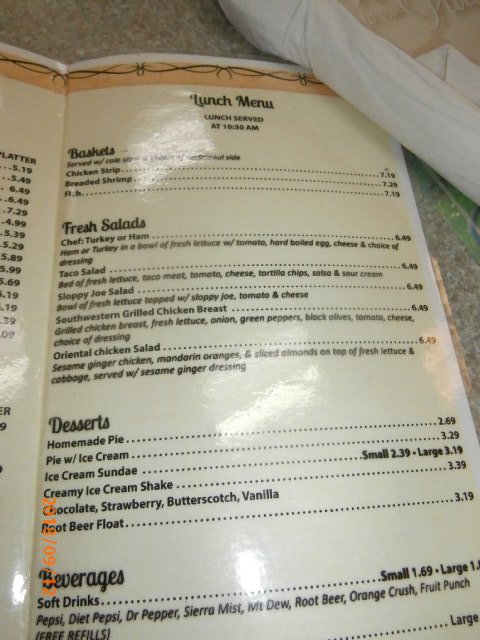 Lunch Menu
LUNCH SERVED
AT 10:30 AM
Baskets
Served w/ cole slaw & choice of additional side
Chicken Strip 7.19
Breaded Shrimp 7.29
Fish 7.19
Fresh Salads
Chef: Turkey or Ham 6.49
Ham or Turkey in a bowl of fresh lettuce w/ tomato, hard boiled egg, cheese & choice of
dressing
Taco Salad 6.49
Bed of fresh lettuce, taco meat, tomato, cheese, tortilla chips, salsa & sour cream
Sloppy Joe Salad 6.49
Bowl of fresh lettuce topped w/ sloppy joe, tomato & cheese
Southwestern Grilled Chicken Breast 6.49
Grilled chicken breast, fresh lettuce, onion, green peppers, black olives, tomato, cheese,
choice of dressing
Oriental chicken Salad 6.49
Sesame ginger chicken, mandarin oranges, & sliced almonds on top of fresh lettuce &
cabbage, served w/ sesame ginger dressing
Desserts
Homemade Pie 2.69
Pie w/ Ice Cream 3.29
Ice Cream Sundae Small 2.39 • Large 3.19
Creamy Ice Cream Shake 3.39
Chocolate, Strawberry, Butterscotch, Vanilla
Root Beer Float 3.19
Beverages
Soft Drinks Small 1.69 • Large
Pepsi, Diet Pepsi, Dr Pepper, Sierra Mist, Mt Dew, Root Beer, Orange Crush, Fruit Punch
(FREE REFILLS)
Large
PLATTER
5.19
5.49
6.49
6.49
7.29
4.99
5.39
5.29
5.89
5.99
5.69